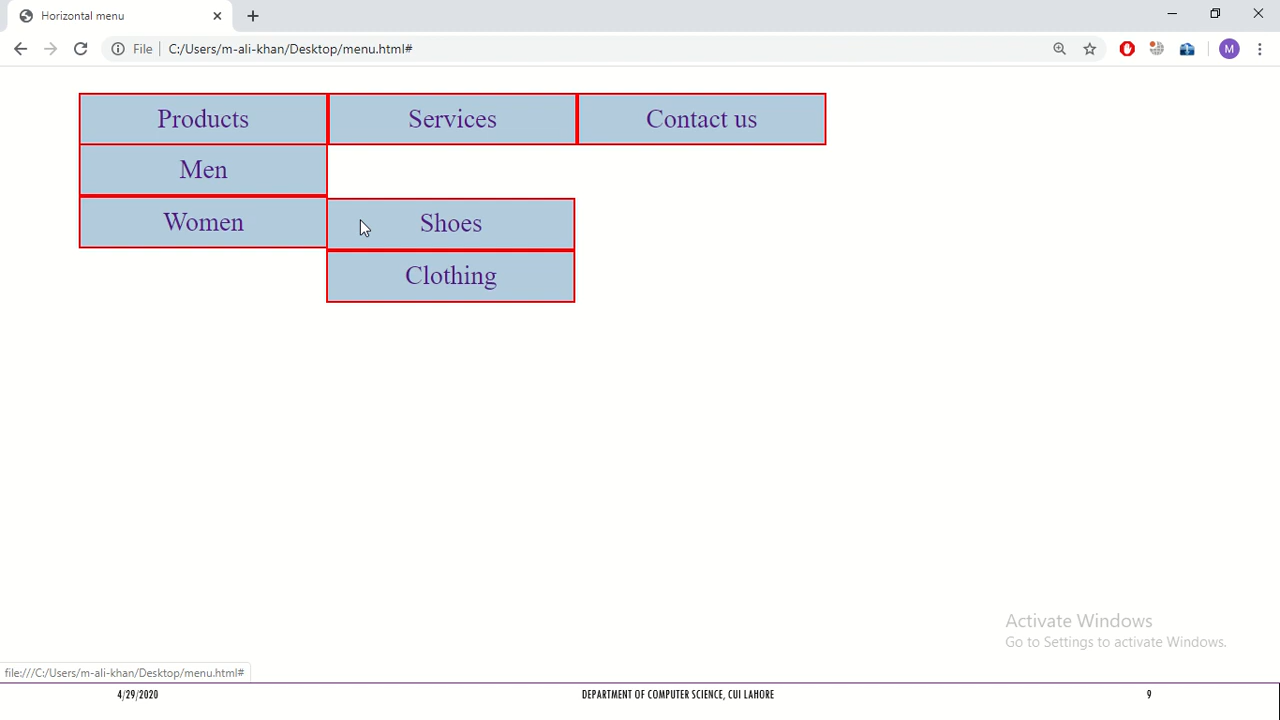 Horizontal menu
File
C:/Users/m-ali-khan/Desktop/menu.html#
M
Products
Services
Contact us
Men
Women
Shoes
Clothing
Activate Windows
Go to Settings to activate Windows.
file:///C:/Users/m-ali-khan/Desktop/menu.html#
4/29/2020
DEPARTMENT OF COMPUTER SCIENCE, CUI LAHORE
9